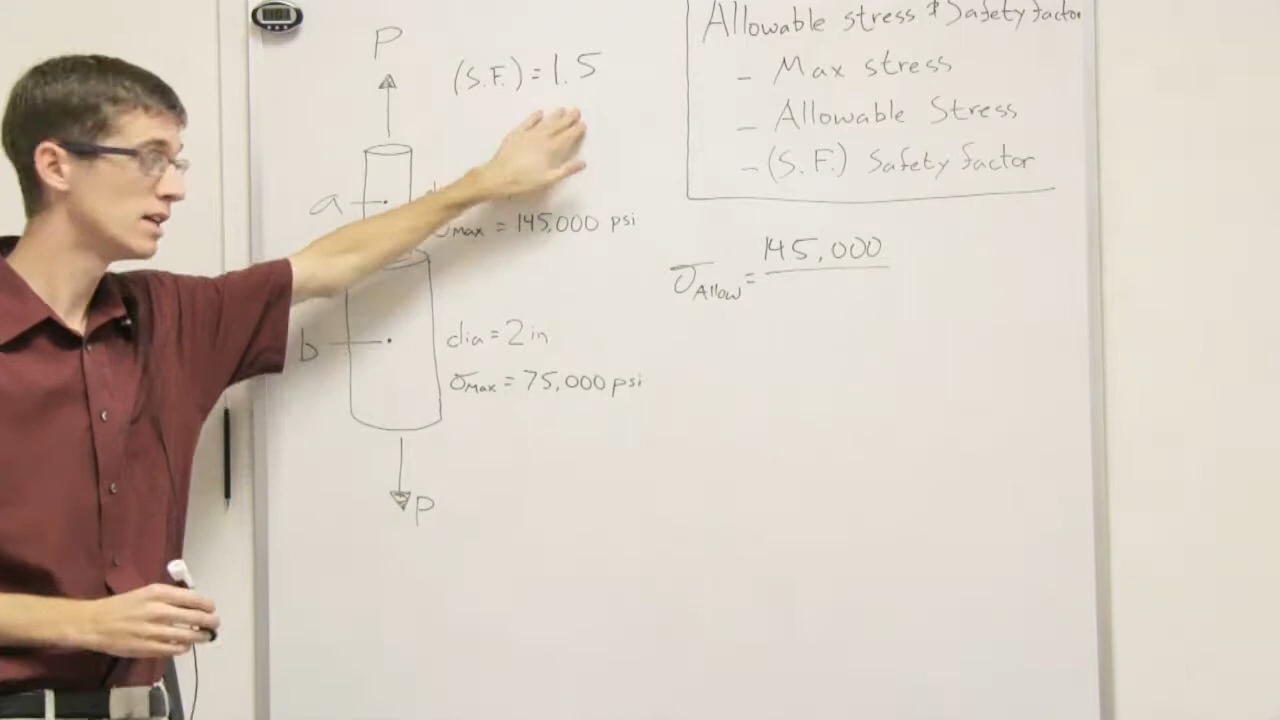 P
(S.F.) = 1.5
a
σMax = 145,000 psi
b
dia = 2 in
σMax = 75,000 psi
P
Allowable stress & Safety factor
- Max stress
- Allowable Stress
- (S.F.) Safety factor
σAllow = 145,000